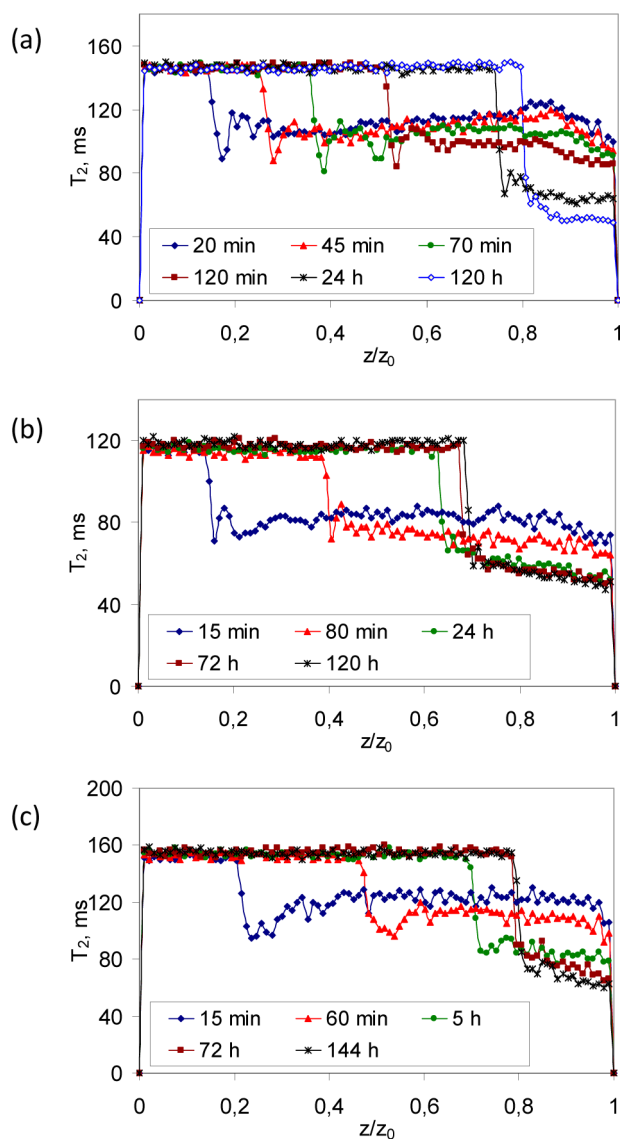 (a)
160
120
80
40
0
T2, ms
20 min 45 min 70 min
120 min 24 h 120 h
0 0,2 0,4 0,6 0,8 1
z/z0
(b)
120
80
40
0
T2, ms
15 min 80 min 24 h
72 h 120 h
0 0,2 0,4 0,6 0,8 1
z/z0
(c)
200
160
120
80
40
0
T2, ms
15 min 60 min 5 h
72 h 144 h
0 0,2 0,4 0,6 0,8 1
z/z0